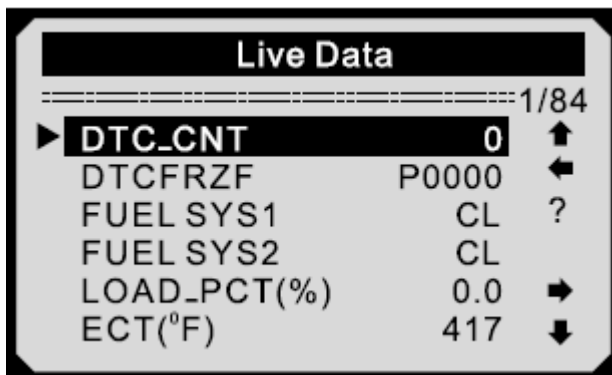 Live Data
1/84
DTC_CNT 0
DTCFRZF P0000
FUEL SYS1 CL
?
FUEL SYS2 CL
LOAD_PCT(%) 0.0
ECT(°F) 417